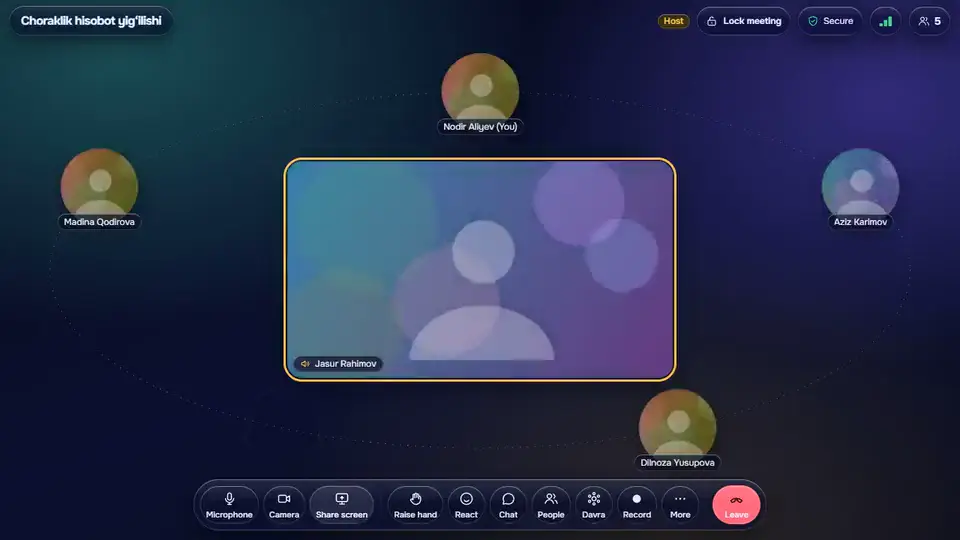 Choraklik hisobot yig‘ilishi
Host
Lock meeting
Secure
5
Nodir Aliyev (You)
Madina Qodirova
Aziz Karimov
Jasur Rahimov
Dilnoza Yusupova
Microphone
Camera
Share screen
Raise hand
React
Chat
People
Davra
Record
More
Leave